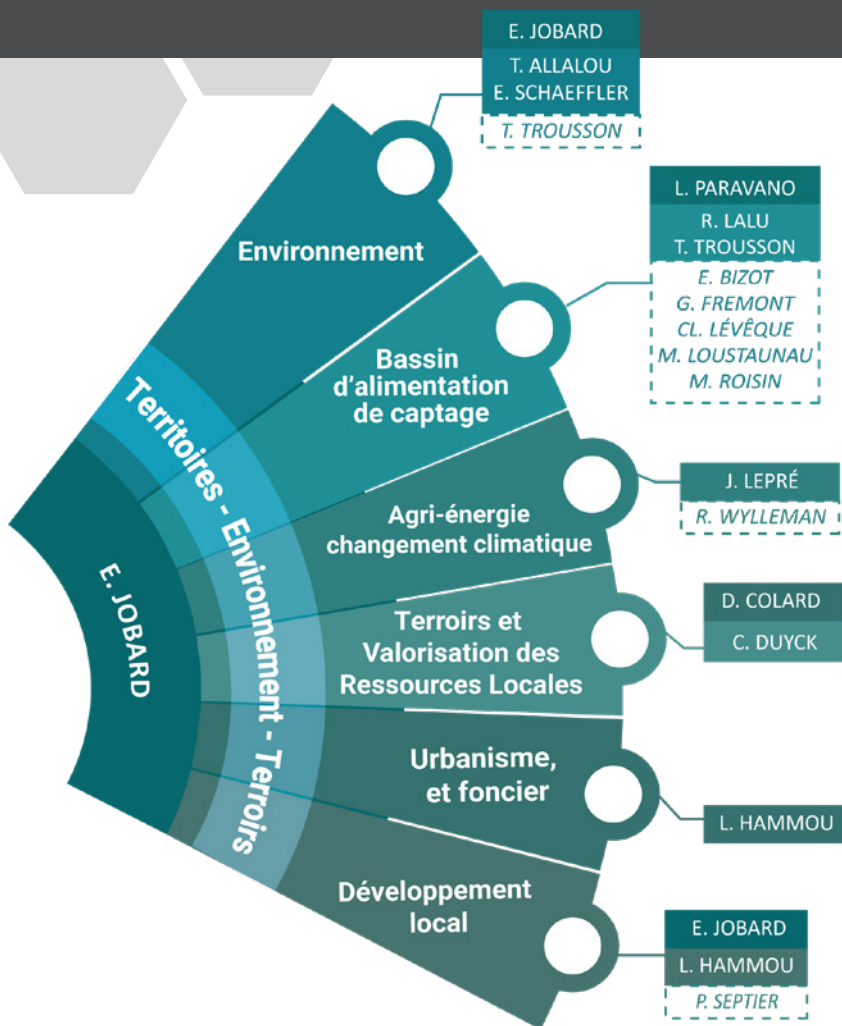 E. JOBARD
T. ALLALOU
E. SCHAEFFLER
T. TROUSSON
Environnement
L. PARAVANO
R. LALU
T. TROUSSON
E. BIZOT
G. FREMONT
CL. LÉVÊQUE
M. LOUSTAUNAU
M. ROISIN
Bassin
d'alimentation
de captage
J. LEPRÉ
R. WYLLEMAN
Agri-énergie
changement climatique
D. COLARD
C. DUYCK
Terroirs et
Valorisation des
Ressources Locales
Urbanisme,
et foncier
L. HAMMOU
Développement
local
E. JOBARD
L. HAMMOU
P. SEPTIER
Territoires - Environnement - Terroirs
E. JOBARD